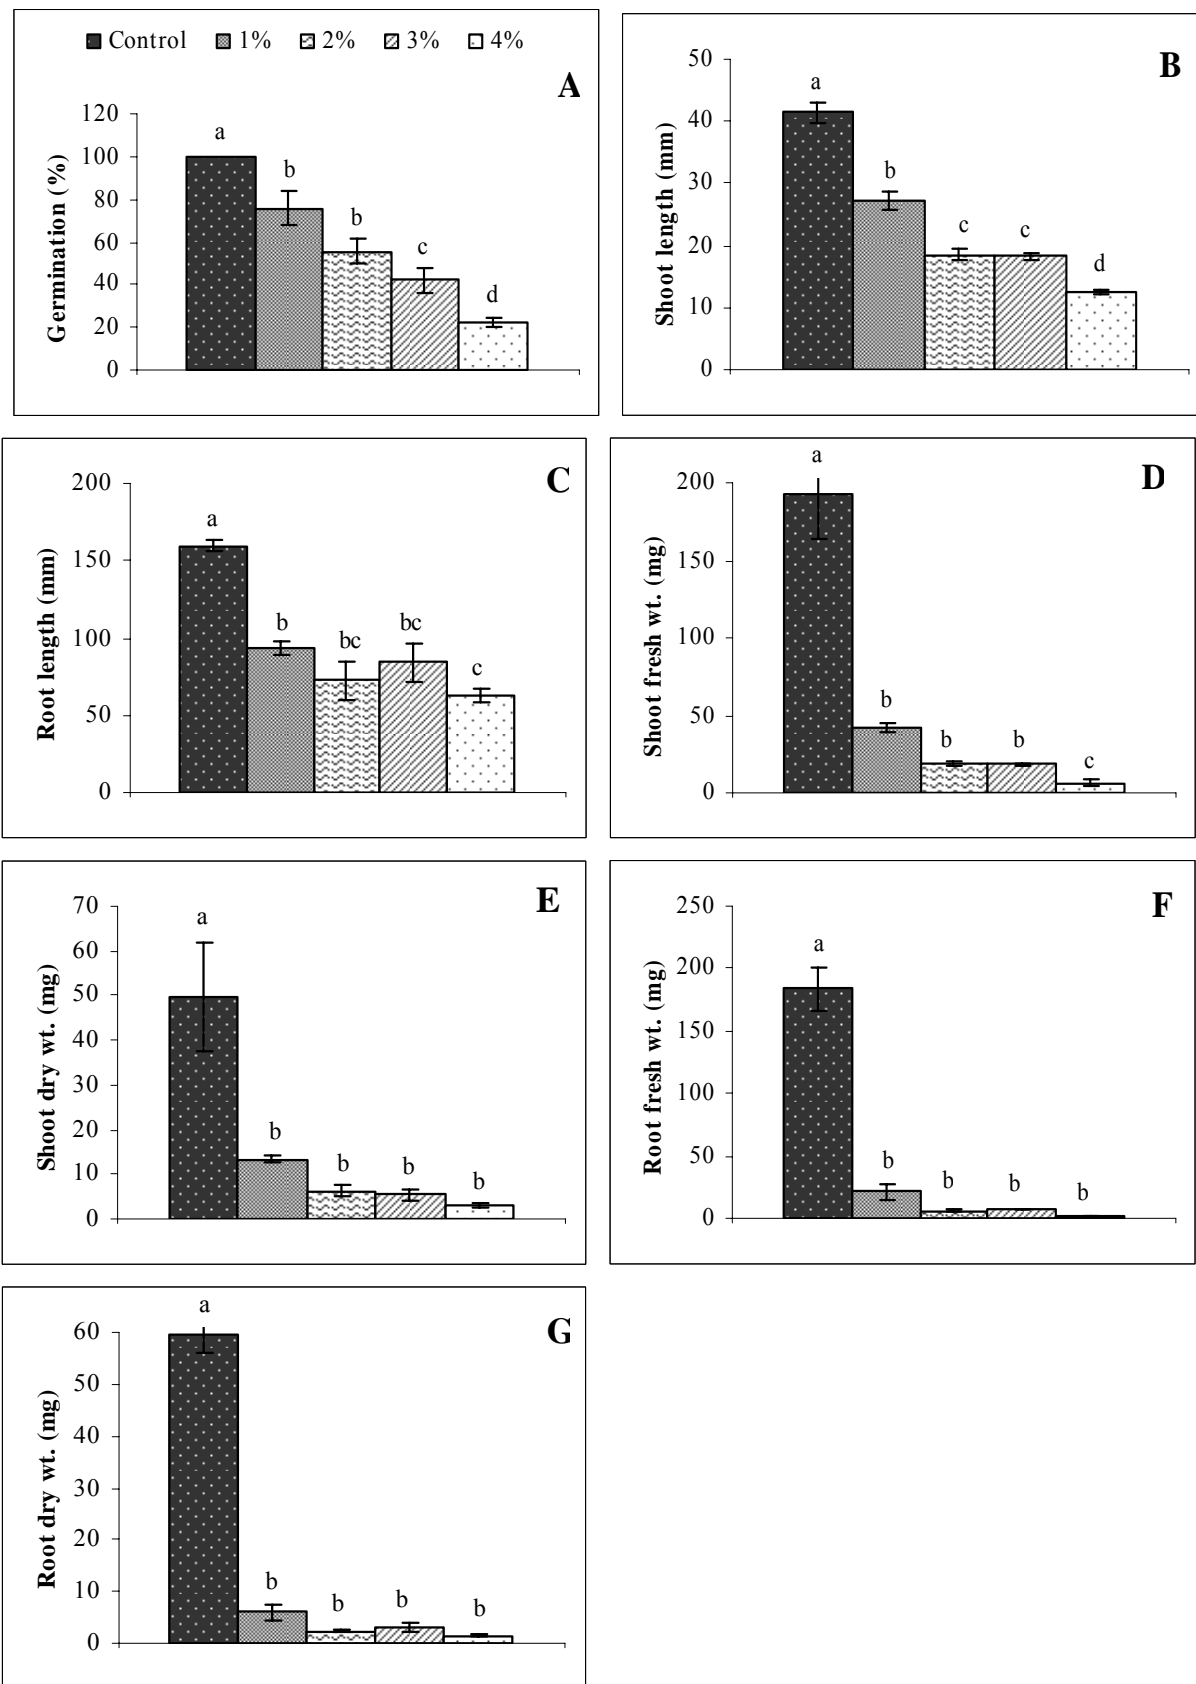 Control 1% 2% 3% 4%
A
Germination (%)
120
100
80
60
40
20
0
a
b
b
c
d
B
Shoot length (mm)
50
40
30
20
10
0
a
b
c
c
d
C
Root length (mm)
200
150
100
50
0
a
b
bc
bc
c
D
Shoot fresh wt. (mg)
200
150
100
50
0
a
b
b
b
c
E
Shoot dry wt. (mg)
70
60
50
40
30
20
10
0
a
b
b
b
b
F
Root fresh wt. (mg)
250
200
150
100
50
0
a
b
b
b
b
G
Root dry wt. (mg)
60
50
40
30
20
10
0
a
b
b
b
b